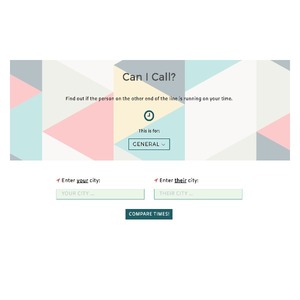 Can I Call?
Find out if the person on the other end of the line is running on your time.
This is for:
GENERAL
Enter your city:
Enter their city:
YOUR CITY ...
THEIR CITY ...
COMPARE TIMES!